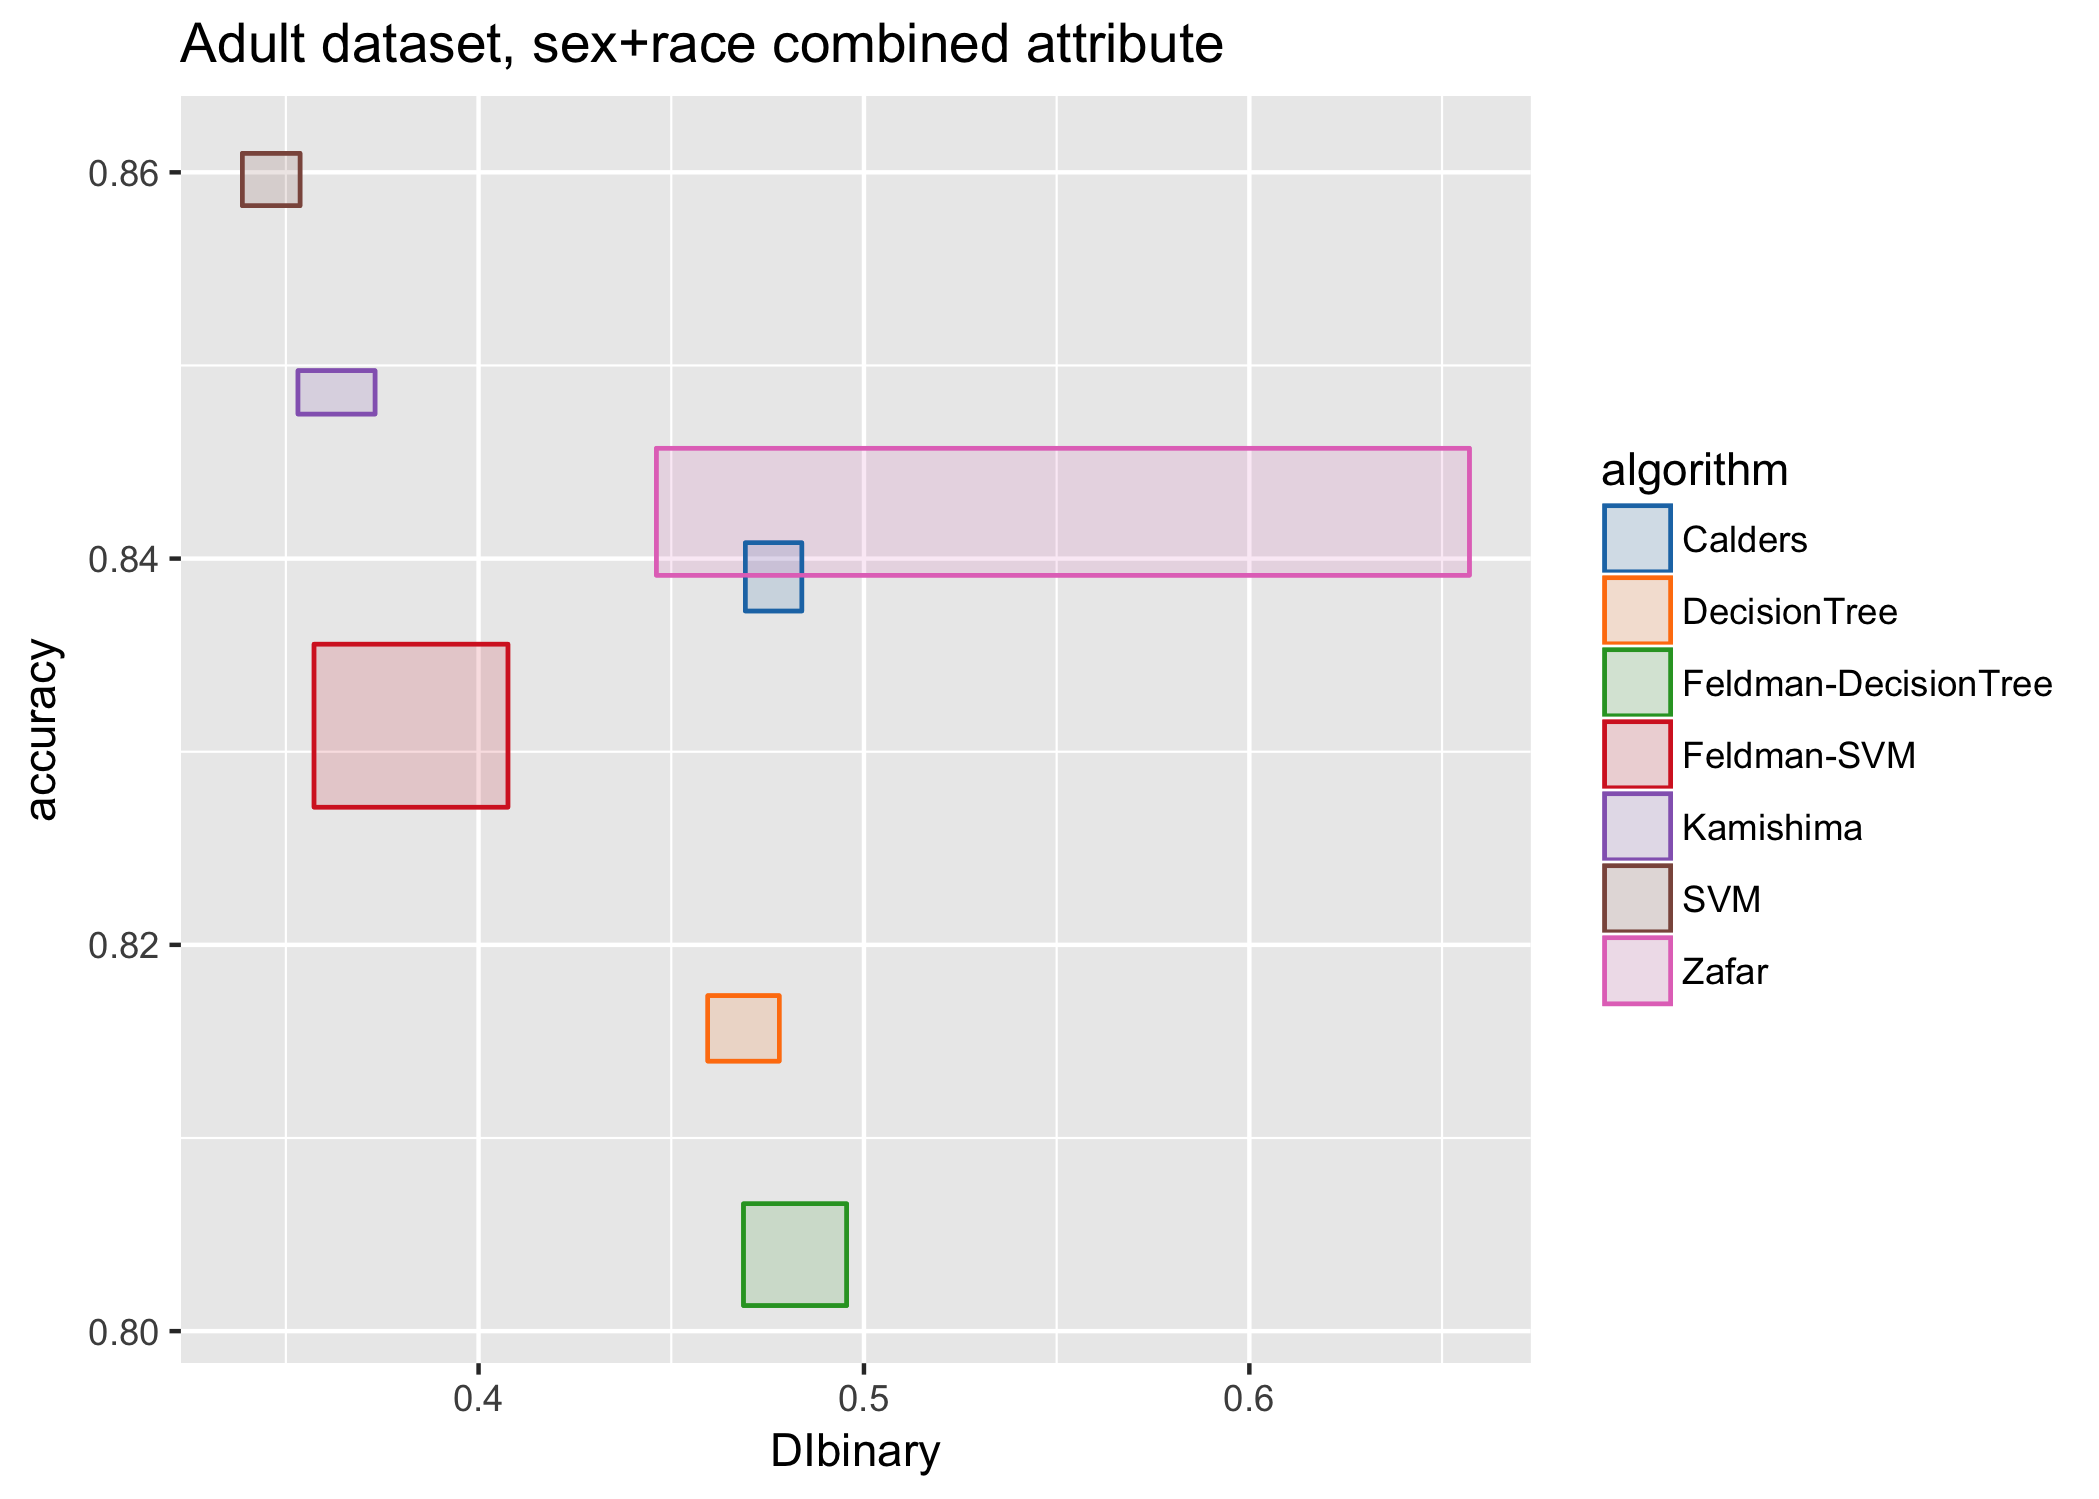 Adult dataset, sex+race combined attribute
accuracy
0.86
0.84
0.82
0.80
0.4
0.5
0.6
DIbinary
algorithm
Calders
DecisionTree
Feldman-DecisionTree
Feldman-SVM
Kamishima
SVM
Zafar